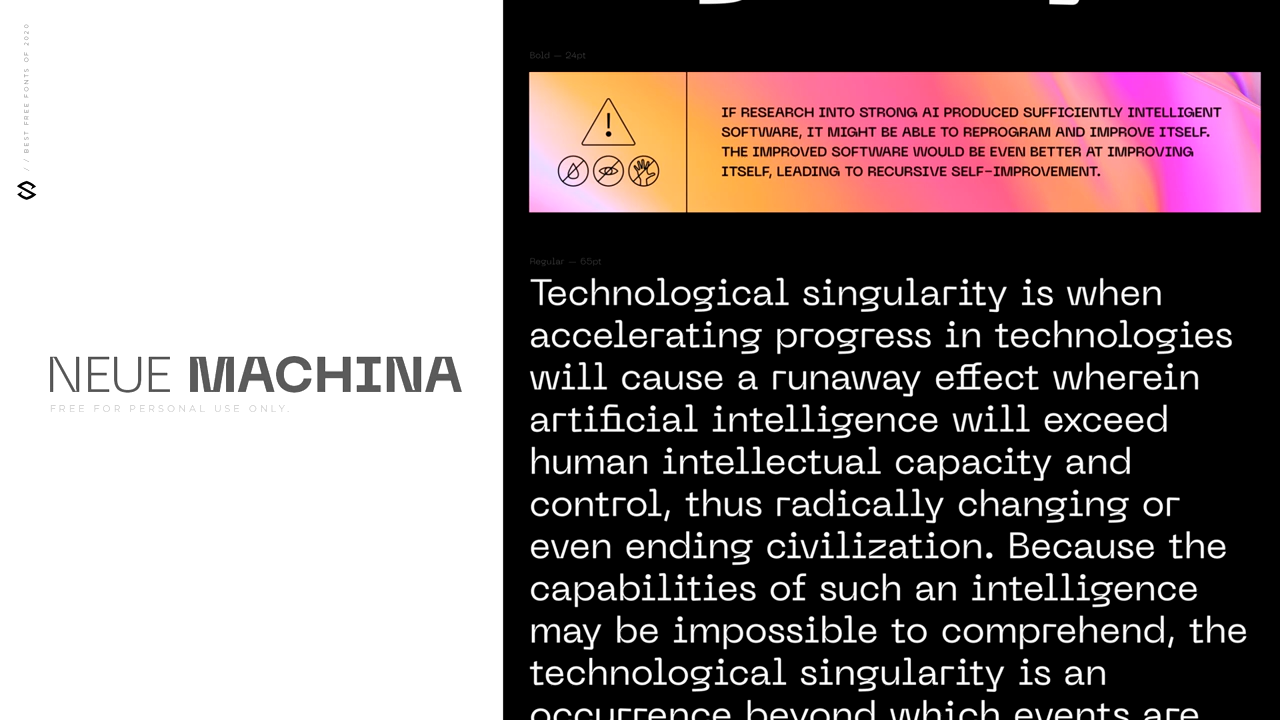 // BEST FREE FONTS OF 2020
NEUE MACHINA
FREE FOR PERSONAL USE ONLY.
Bold — 24pt
IF RESEARCH INTO STRONG AI PRODUCED SUFFICIENTLY INTELLIGENT
SOFTWARE, IT MIGHT BE ABLE TO REPROGRAM AND IMPROVE ITSELF.
THE IMPROVED SOFTWARE WOULD BE EVEN BETTER AT IMPROVING
ITSELF, LEADING TO RECURSIVE SELF-IMPROVEMENT.
Regular — 65pt
Technological singularity is when
accelerating progress in technologies
will cause a runaway effect wherein
artificial intelligence will exceed
human intellectual capacity and
control, thus radically changing or
even ending civilization. Because the
capabilities of such an intelligence
may be impossible to comprehend, the
technological singularity is an
occurrence beyond which events are